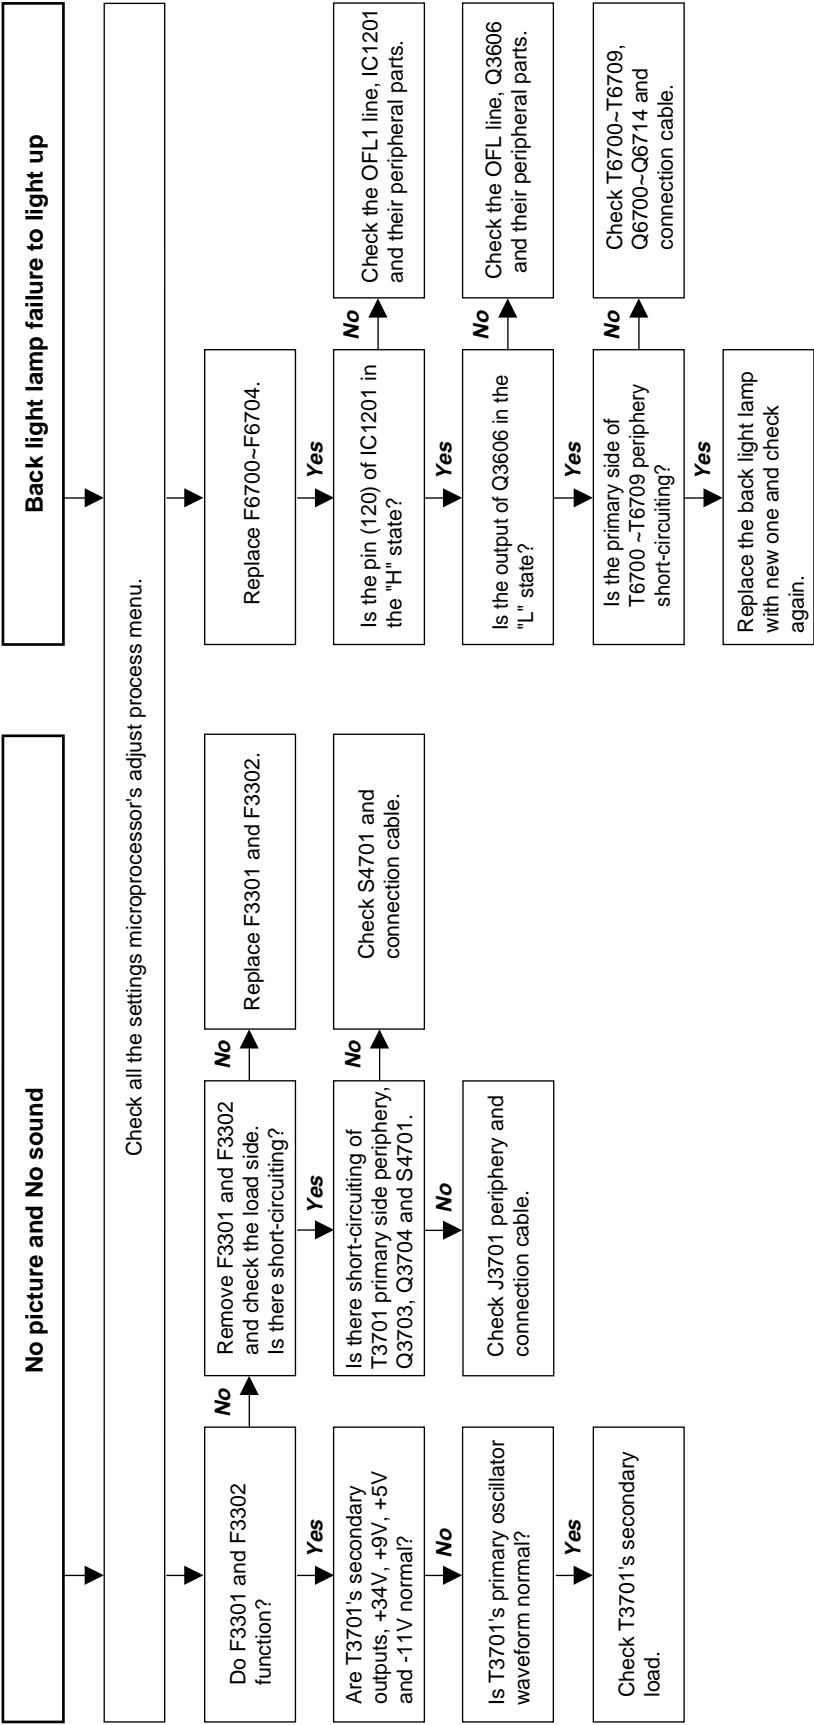 No picture and No sound
Back light lamp failure to light up
Check all the settings microprocessor's adjust process menu.
Do F3301 and F3302
function?
No
Remove F3301 and F3302
and check the load side.
Is there short-circuiting?
No
Replace F3301 and F3302.
Yes
Yes
Are T3701's secondary
outputs, +34V, +9V, +5V
and -11V normal?
Is there short-circuiting of
T3701 primary side periphery,
Q3703, Q3704 and S4701.
No
Check S4701 and
connection cable.
No
No
Is T3701's primary oscillator
waveform normal?
Check J3701 periphery and
connection cable.
Yes
Check T3701's secondary
load.
Replace F6700~F6704.
Yes
Is the pin (120) of IC1201 in
the "H" state?
No
Check the OFL1 line, IC1201
and their peripheral parts.
Yes
Is the output of Q3606 in the
"L" state?
No
Check the OFL line, Q3606
and their peripheral parts.
Yes
Is the primary side of
T6700 ~T6709 periphery
short-circuiting?
No
Check T6700~T6709,
Q6700~Q6714 and
connection cable.
Yes
Replace the back light lamp
with new one and check
again.